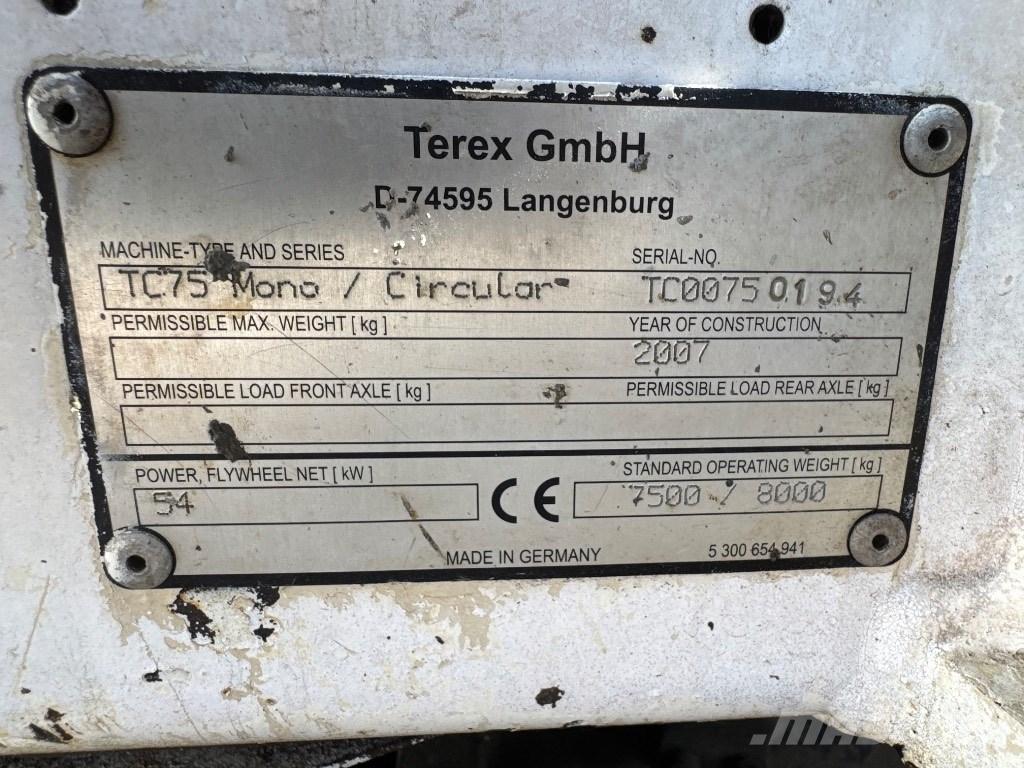 Terex GmbH
D-74595 Langenburg
MACHINE-TYPE AND SERIES SERIAL-NO.
TC75 Mono / Circular TC0075 0194
PERMISSIBLE MAX. WEIGHT [ kg ] YEAR OF CONSTRUCTION
2007
PERMISSIBLE LOAD FRONT AXLE [ kg ] PERMISSIBLE LOAD REAR AXLE [ kg ]
POWER, FLYWHEEL NET [ kW ] STANDARD OPERATING WEIGHT [ kg ]
54 CE 7500 / 8000
MADE IN GERMANY 5 300 654 941